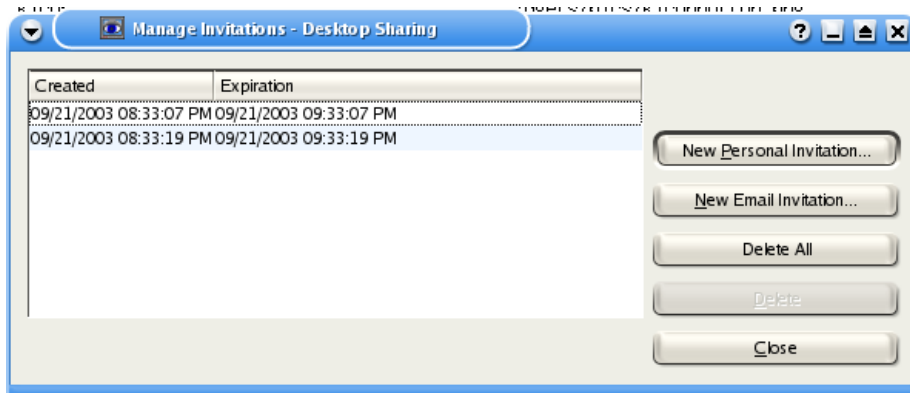 Manage Invitations - Desktop Sharing
Created Expiration
09/21/2003 08:33:07 PM 09/21/2003 09:33:07 PM
09/21/2003 08:33:19 PM 09/21/2003 09:33:19 PM
New Personal Invitation...
New Email Invitation...
Delete All
Delete
Close